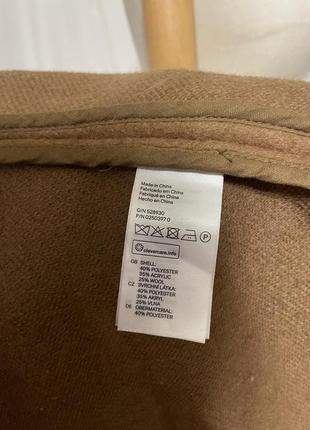 Made in China
Fabricado em China
Fabriqué en Chine
Hecho en China
O/N 528930
P/N 0250397 0
P
clevercare.info
GB SHELL:
40% POLYESTER
35% ACRYLIC
25% WOOL
CZ SVRCHNÍ LÁTKA:
40% POLYESTER
35% AKRYL
25% VLNA
DE OBERMATERIAL:
40% POLYESTER